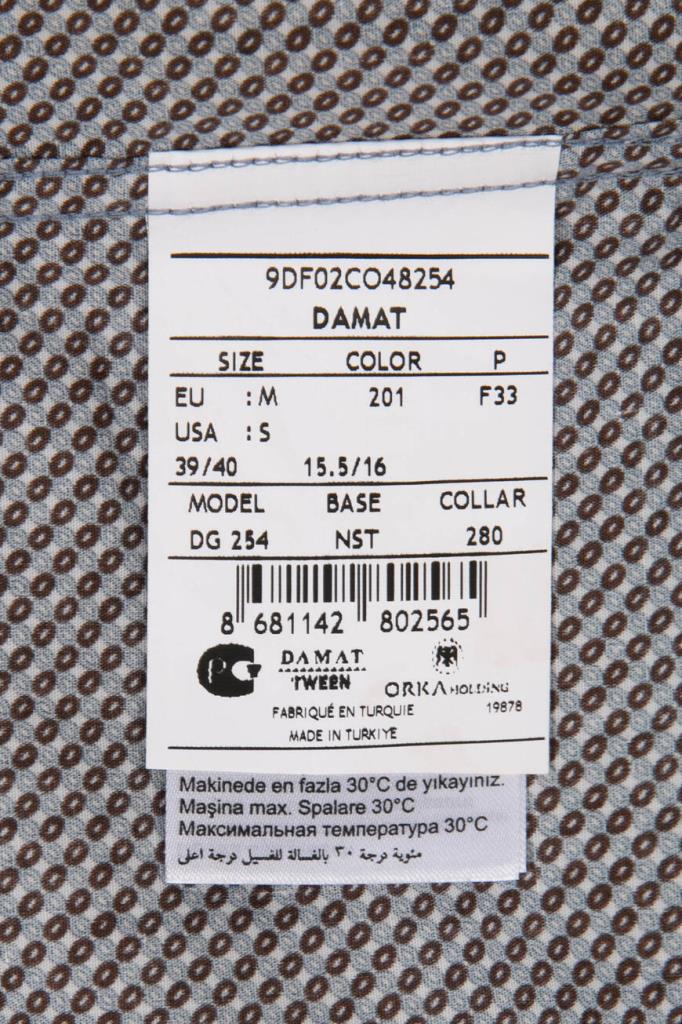 9DF02CO48254
DAMAT
SIZE COLOR P
EU : M 201 F33
USA : S
39/40 15.5/16
MODEL BASE COLLAR
DG 254 NST 280
8 681142 802565
DAMAT
TWEEN
ORKA HOLDING
FABRIQUÉ EN TURQUIE 19878
MADE IN TURKIYE
Makinede en fazla 30°C de yıkayınız.
Maşina max. Spalare 30°C
Максимальная температура 30°C
مئوية درجة ٣٠ بالغسالة للغسيل درجة اعلى